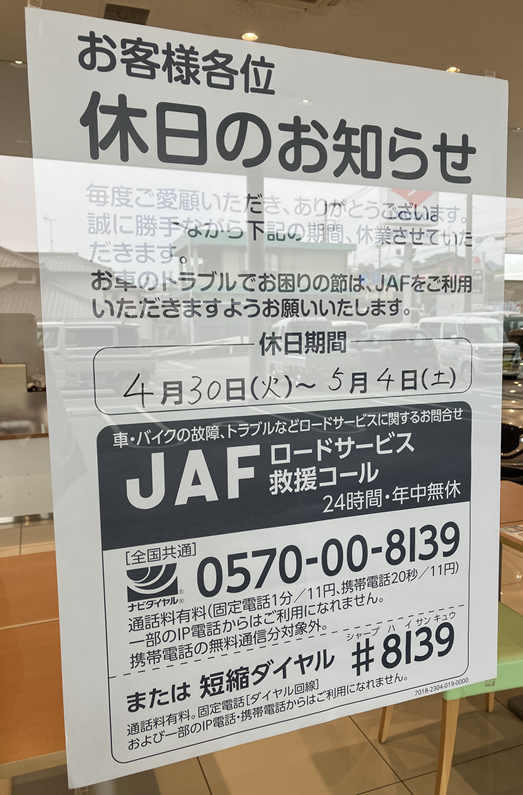 お客様各位
休日のお知らせ
毎度ご愛顧いただき、ありがとうございます。
誠に勝手ながら下記の期間、休業させていた
だきます。
お車のトラブルでお困りの節は、JAFをご利用
いただきますようお願いいたします。
休日期間
4月30日(火)～5月4日(土)
車・バイクの故障、トラブルなどロードサービスに関するお問合せ
JAF ロードサービス
救援コール
24時間・年中無休
[全国共通]
0570-00-8139
ナビダイヤル®
通話料有料(固定電話1分/11円、携帯電話20秒/11円)
一部のIP電話からはご利用になれません。
携帯電話の無料通信分対象外。
シャープ ハイ サンキュウ
または 短縮ダイヤル #8139
通話料有料。固定電話[ダイヤル回線]
および一部のIP電話・携帯電話からはご利用になれません。
7018-2304-019-0000